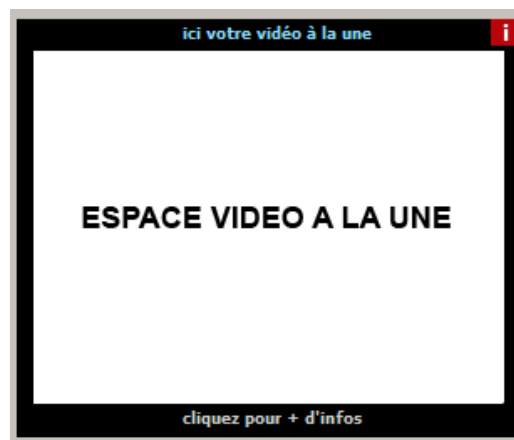 ici votre vidéo à la une
i
ESPACE VIDEO A LA UNE
cliquez pour + d'infos